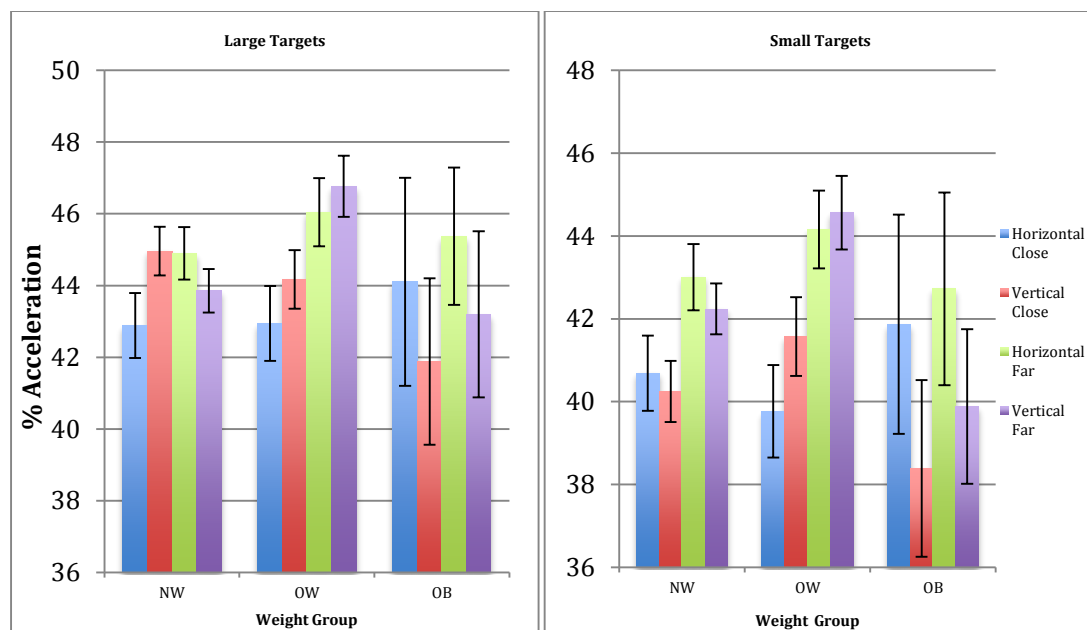 Large Targets
50
48
46
44
42
40
38
36
% Acceleration
NW
OW
OB
Weight Group
Small Targets
48
46
44
42
40
38
36
NW
OW
OB
Weight Group
Horizontal
Close
Vertical
Close
Horizontal
Far
Vertical
Far